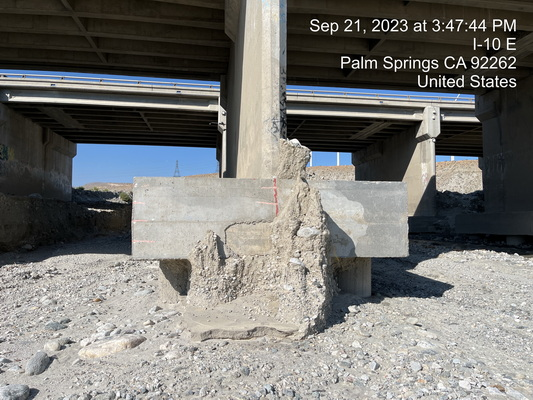 Sep 21, 2023 at 3:47:44 PM
I-10 E
Palm Springs CA 92262
United States